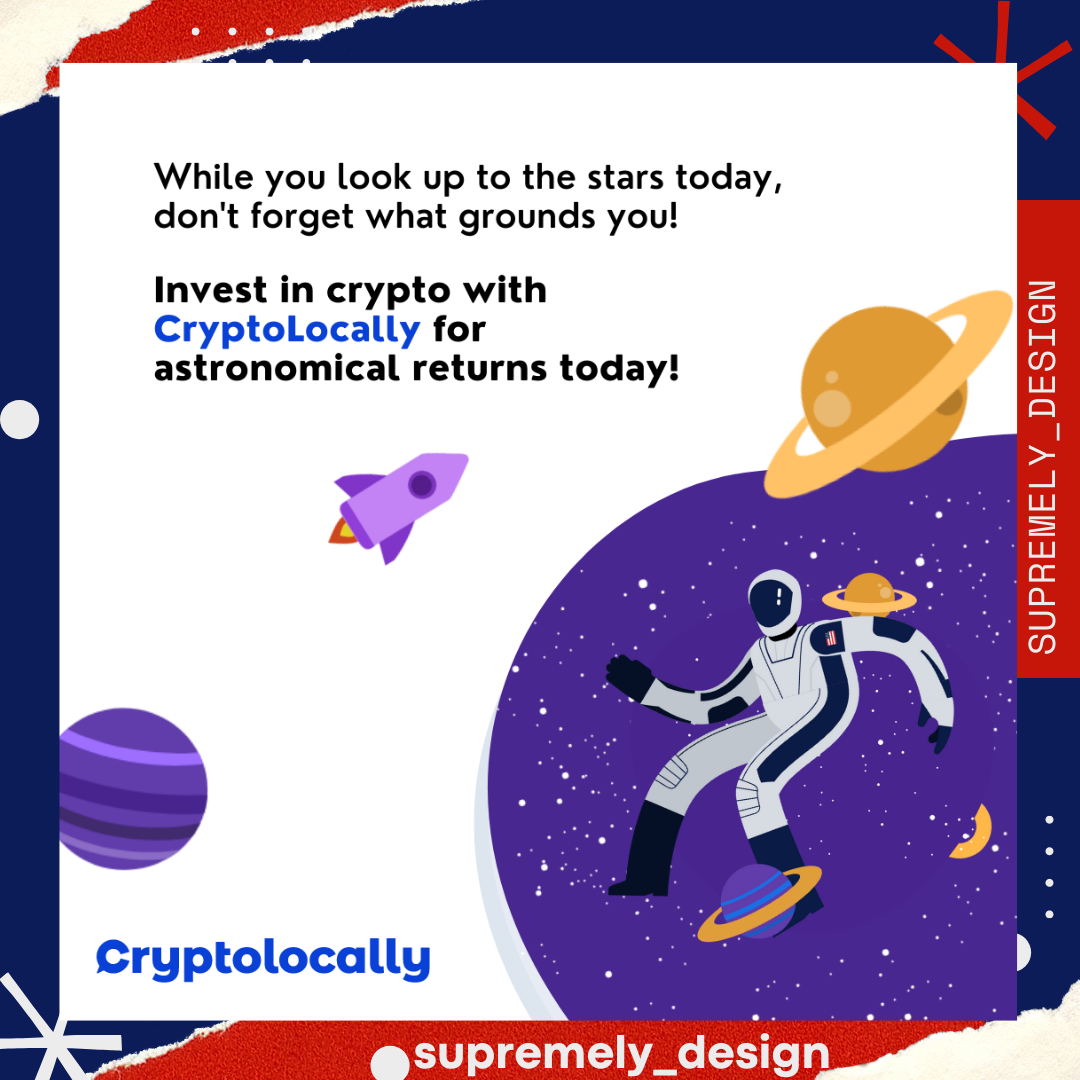 While you look up to the stars today,
don't forget what grounds you!
Invest in crypto with
CryptoLocally for
astronomical returns today!
SUPREMELY_DESIGN
Cryptolocally
supremely_design